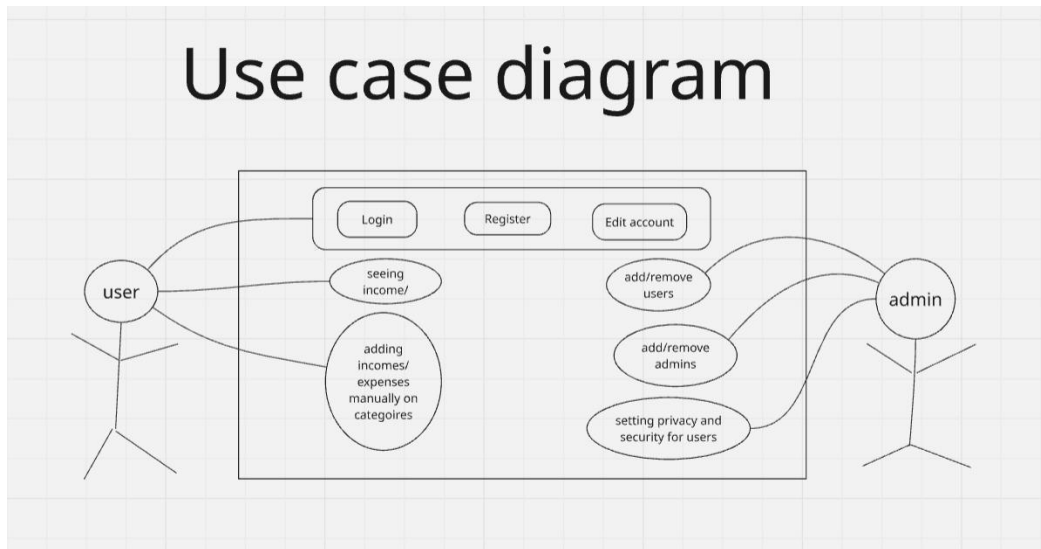 Use case diagram
Login
Register
Edit account
user
seeing
income/
add/remove
users
admin
adding
incomes/
expenses
manually on
categoires
add/remove
admins
setting privacy and
security for users